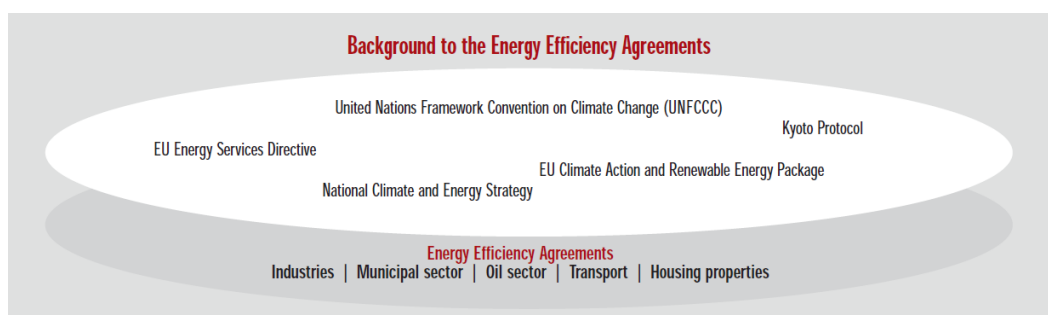 Background to the Energy Efficiency Agreements
United Nations Framework Convention on Climate Change (UNFCCC)
Kyoto Protocol
EU Energy Services Directive
EU Climate Action and Renewable Energy Package
National Climate and Energy Strategy
Energy Efficiency Agreements
Industries | Municipal sector | Oil sector | Transport | Housing properties